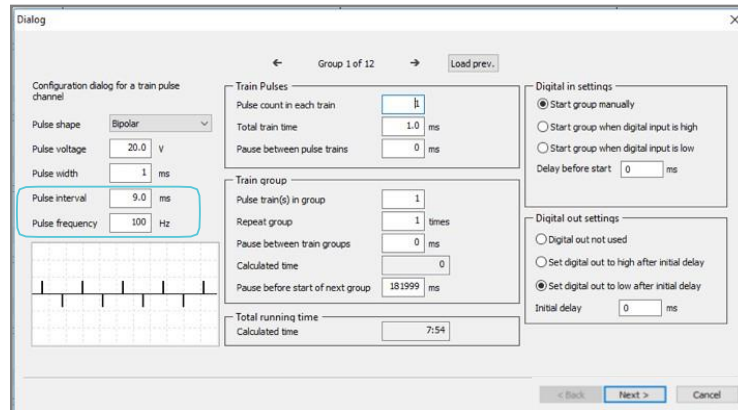 Dialog
← Group 1 of 12 → Load prev.
Configuration dialog for a train pulse
channel
Pulse shape Bipolar
Pulse voltage 20.0 V
Pulse width 1 ms
Pulse interval 9.0 ms
Pulse frequency 100 Hz
Train Pulses
Pulse count in each train 1
Total train time 1.0 ms
Pause between pulse trains 0 ms
Train group
Pulse train(s) in group 1
Repeat group 1 times
Pause between train groups 0 ms
Calculated time 0
Pause before start of next group 181999 ms
Total running time
Calculated time 7:54
Digital in settings
Start group manually
Start group when digital input is high
Start group when digital input is low
Delay before start 0 ms
Digital out settings
Digital out not used
Set digital out to high after initial delay
Set digital out to low after initial delay
Initial delay 0 ms
< Back Next > Cancel